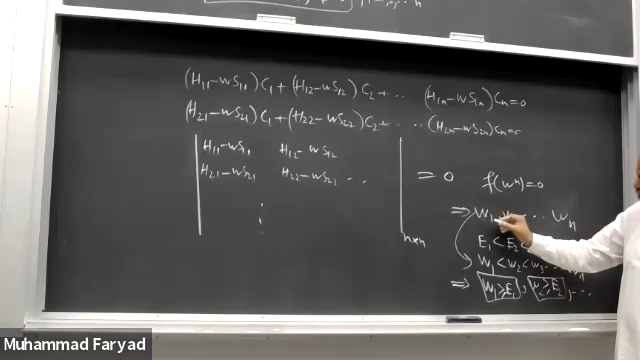 (H₁₁-wS₁₁)C₁+(H₁₂-wS₁₂)C₂+ ... (H₁ₙ-wS₁ₙ)Cₙ=0
(H₂₁-wS₂₁)C₁+(H₂₂-wS₂₂)C₂+ ... (H₂ₙ-wS₂ₙ)Cₙ=0
H₁₁-wS₁₁ H₁₂-wS₁₂
H₂₁-wS₂₁ H₂₂-wS₂₂ ..
n×n
= 0 f(wⁿ)=0
⇒ W₁, ... Wₙ
E₁ < E₂ <
W₁ < W₂ < W₃
⇒ W₁≥E₁, W₂≥E₂, ...
Muhammad Faryad